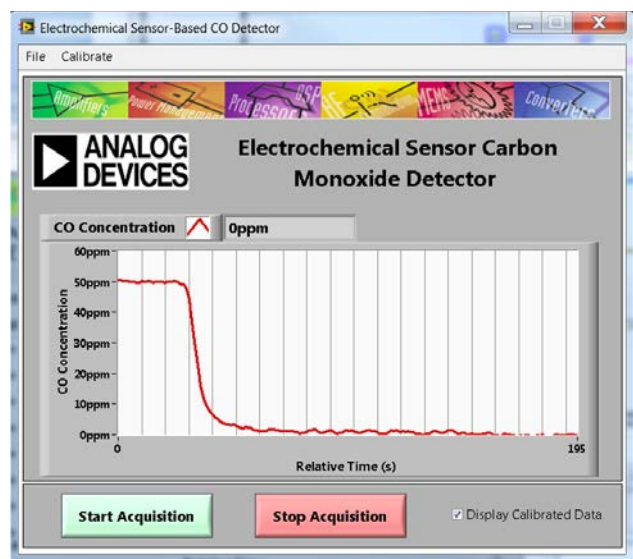 Electrochemical Sensor-Based CO Detector
File Calibrate
Amplifiers Power Management Processors DSP RF MEMS Converters
ANALOG
DEVICES
Electrochemical Sensor Carbon
Monoxide Detector
CO Concentration 0ppm
60ppm
50ppm
40ppm
30ppm
20ppm
10ppm
0ppm
CO Concentration
0 195
Relative Time (s)
Start Acquisition Stop Acquisition Display Calibrated Data